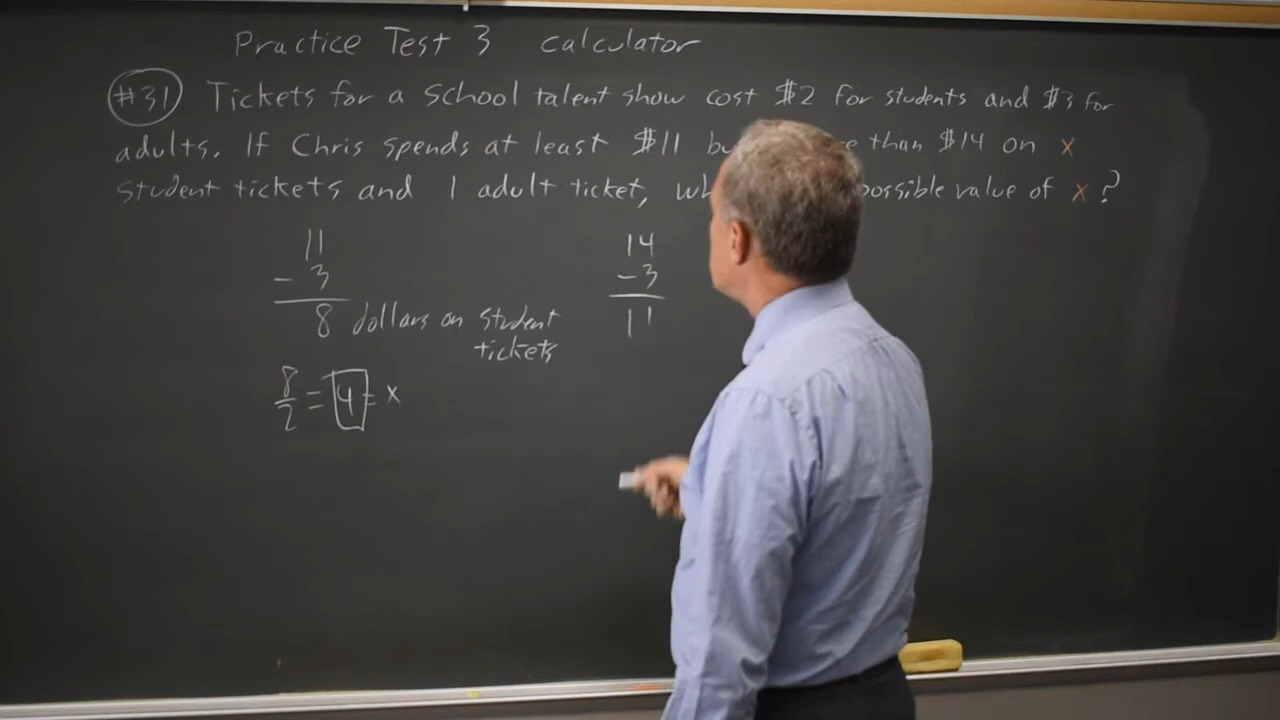 Practice Test 3 calculator
#31 Tickets for a school talent show cost $2 for students and $3 for
adults. If Chris spends at least $11 than $14 on x
student tickets and 1 adult ticket, possible value of x ?
11
- 3
8 dollars on student
tickets
8/2 = 4 = x
14
- 3
11